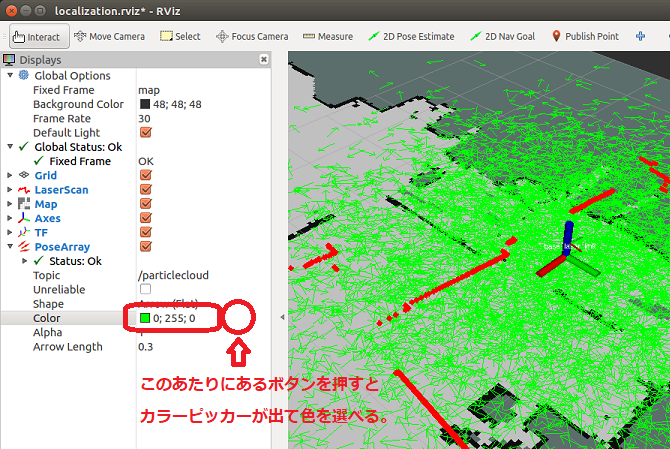 localization.rviz* - RViz
Interact Move Camera Select Focus Camera Measure 2D Pose Estimate 2D Nav Goal Publish Point
Displays
Global Options
Fixed Frame map
Background Color 48; 48; 48
Frame Rate 30
Default Light
Global Status: Ok
Fixed Frame OK
Grid
LaserScan
Map
Axes
TF
PoseArray
Status: Ok
Topic /particlecloud
Unreliable
Shape Arrow (Flat)
Color 0; 255; 0
Alpha 1
Arrow Length 0.3
このあたりにあるボタンを押すと
カラーピッカーが出て色を選べる。